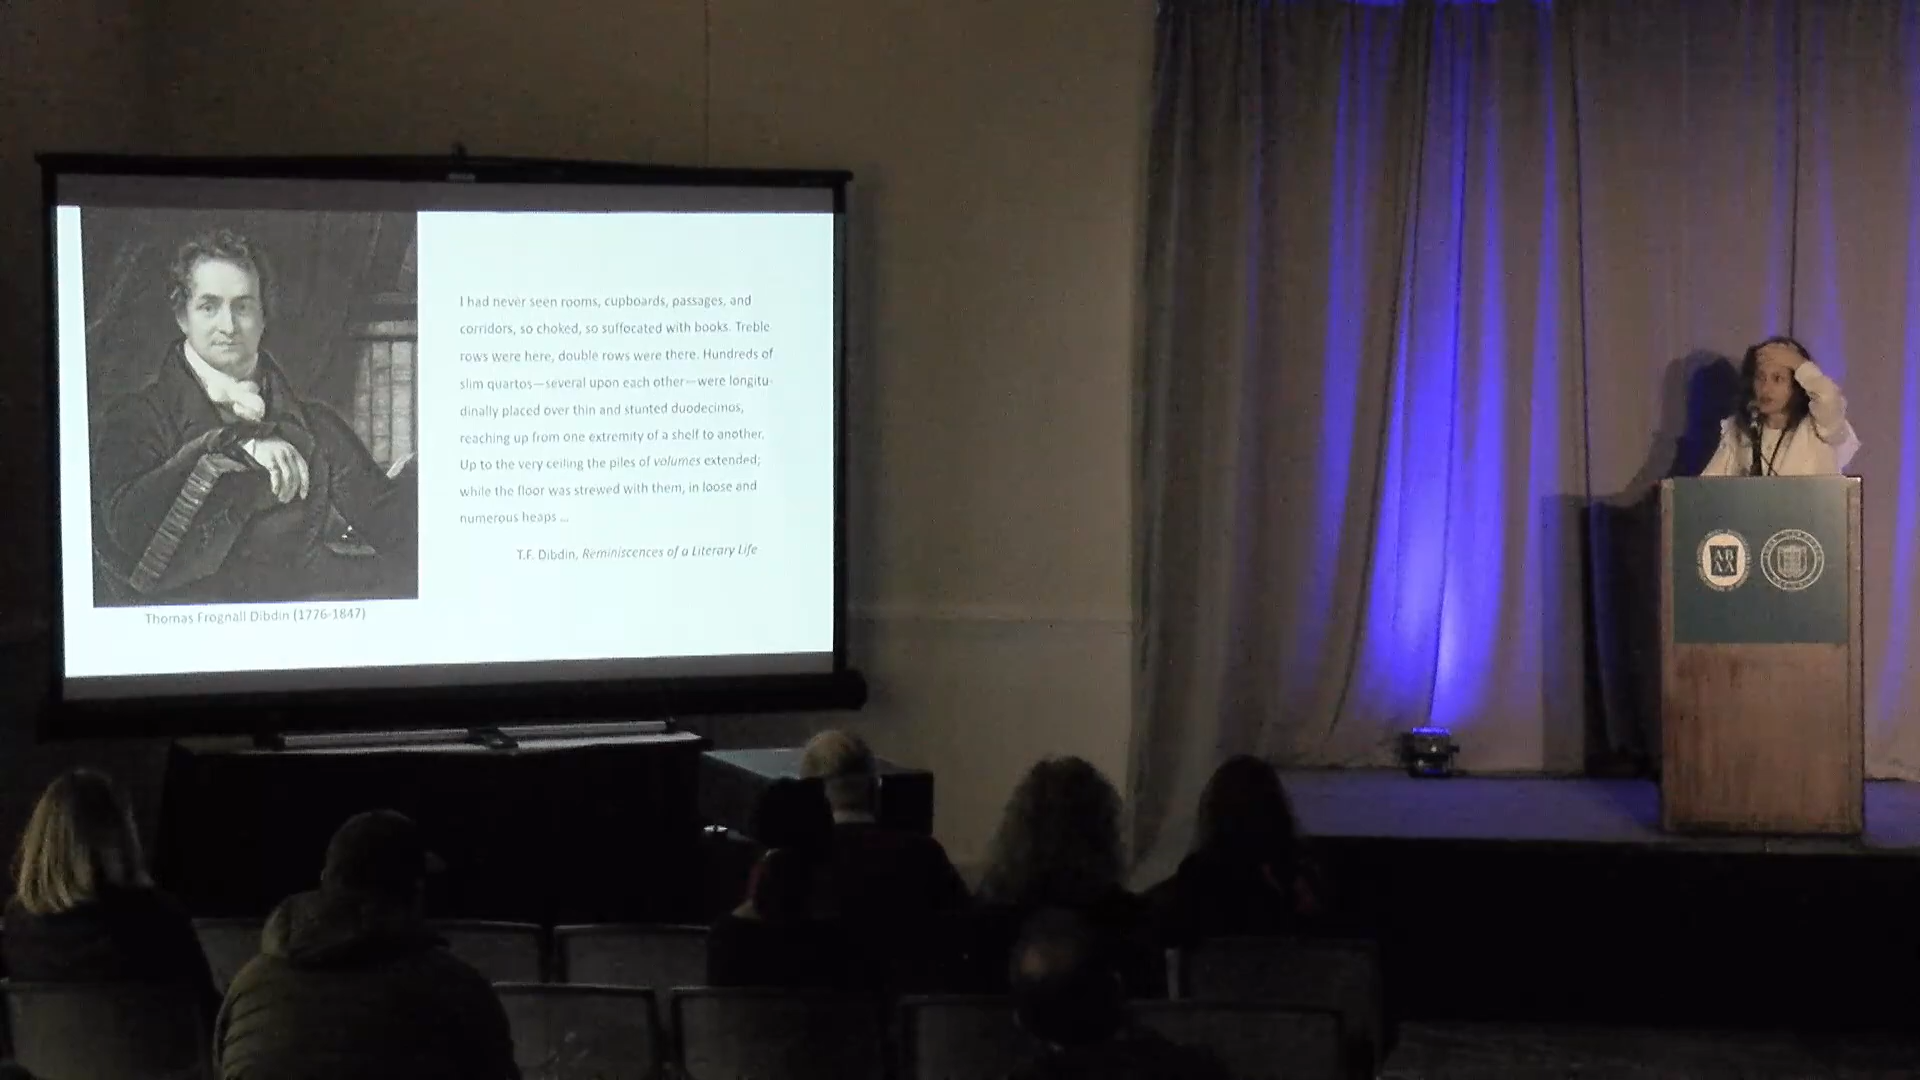 I had never seen rooms, cupboards, passages, and
corridors, so choked, so suffocated with books. Treble
rows were here, double rows were there. Hundreds of
slim quartos—several upon each other—were longitu-
dinally placed over thin and stunted duodecimos,
reaching up from one extremity of a shelf to another.
Up to the very ceiling the piles of volumes extended;
while the floor was strewed with them, in loose and
numerous heaps ...
T.F. Dibdin, Reminiscences of a Literary Life
Thomas Frognall Dibdin (1776-1847)
AB
AA